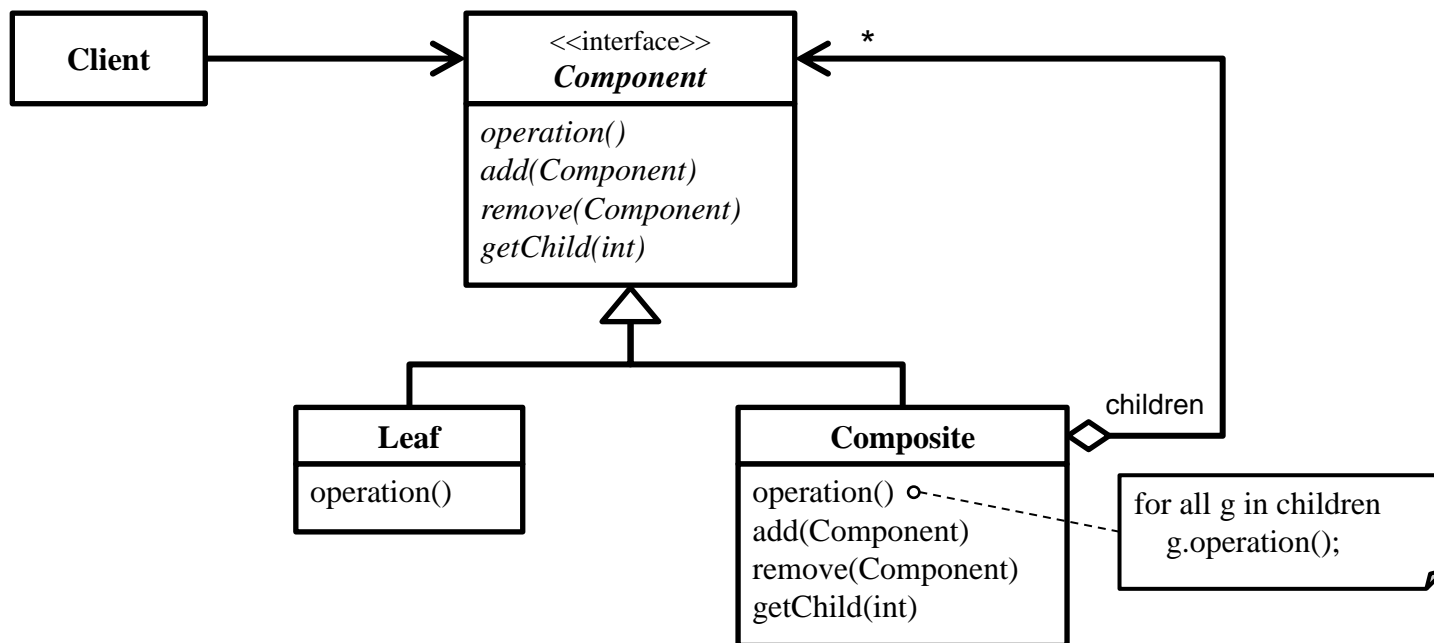 Client
<<interface>>
Component
*
operation()
add(Component)
remove(Component)
getChild(int)
children
Leaf
operation()
Composite
operation()
add(Component)
remove(Component)
getChild(int)
for all g in children
g.operation();